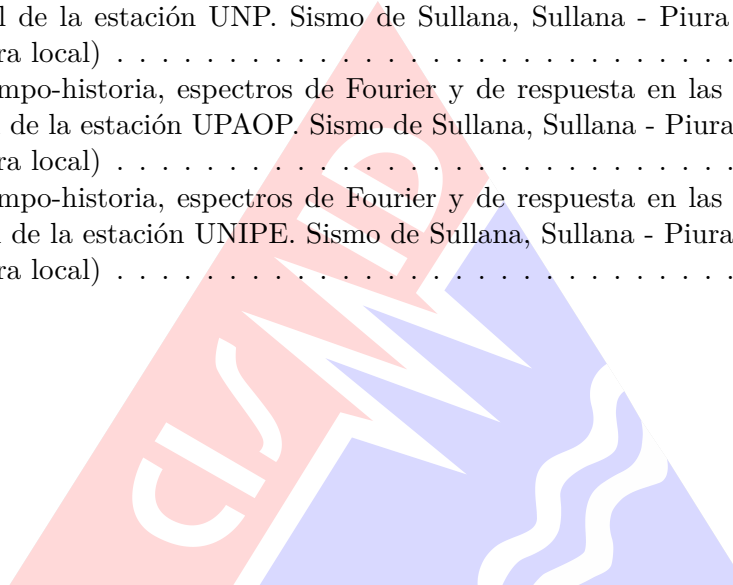 l de la estación UNP. Sismo de Sullana, Sullana - Piura
ra local) . . . . . . . . . . . . . . . . . . . . . . . . . . . . .
mpo-historia, espectros de Fourier y de respuesta en las
de la estación UPAOP. Sismo de Sullana, Sullana - Piura
ra local) . . . . . . . . . . . . . . . . . . . . . . . . . . . . .
mpo-historia, espectros de Fourier y de respuesta en las
l de la estación UNIPE. Sismo de Sullana, Sullana - Piura
ra local) . . . . . . . . . . . . . . . . . . . . . . . . . . . . .
CISMID